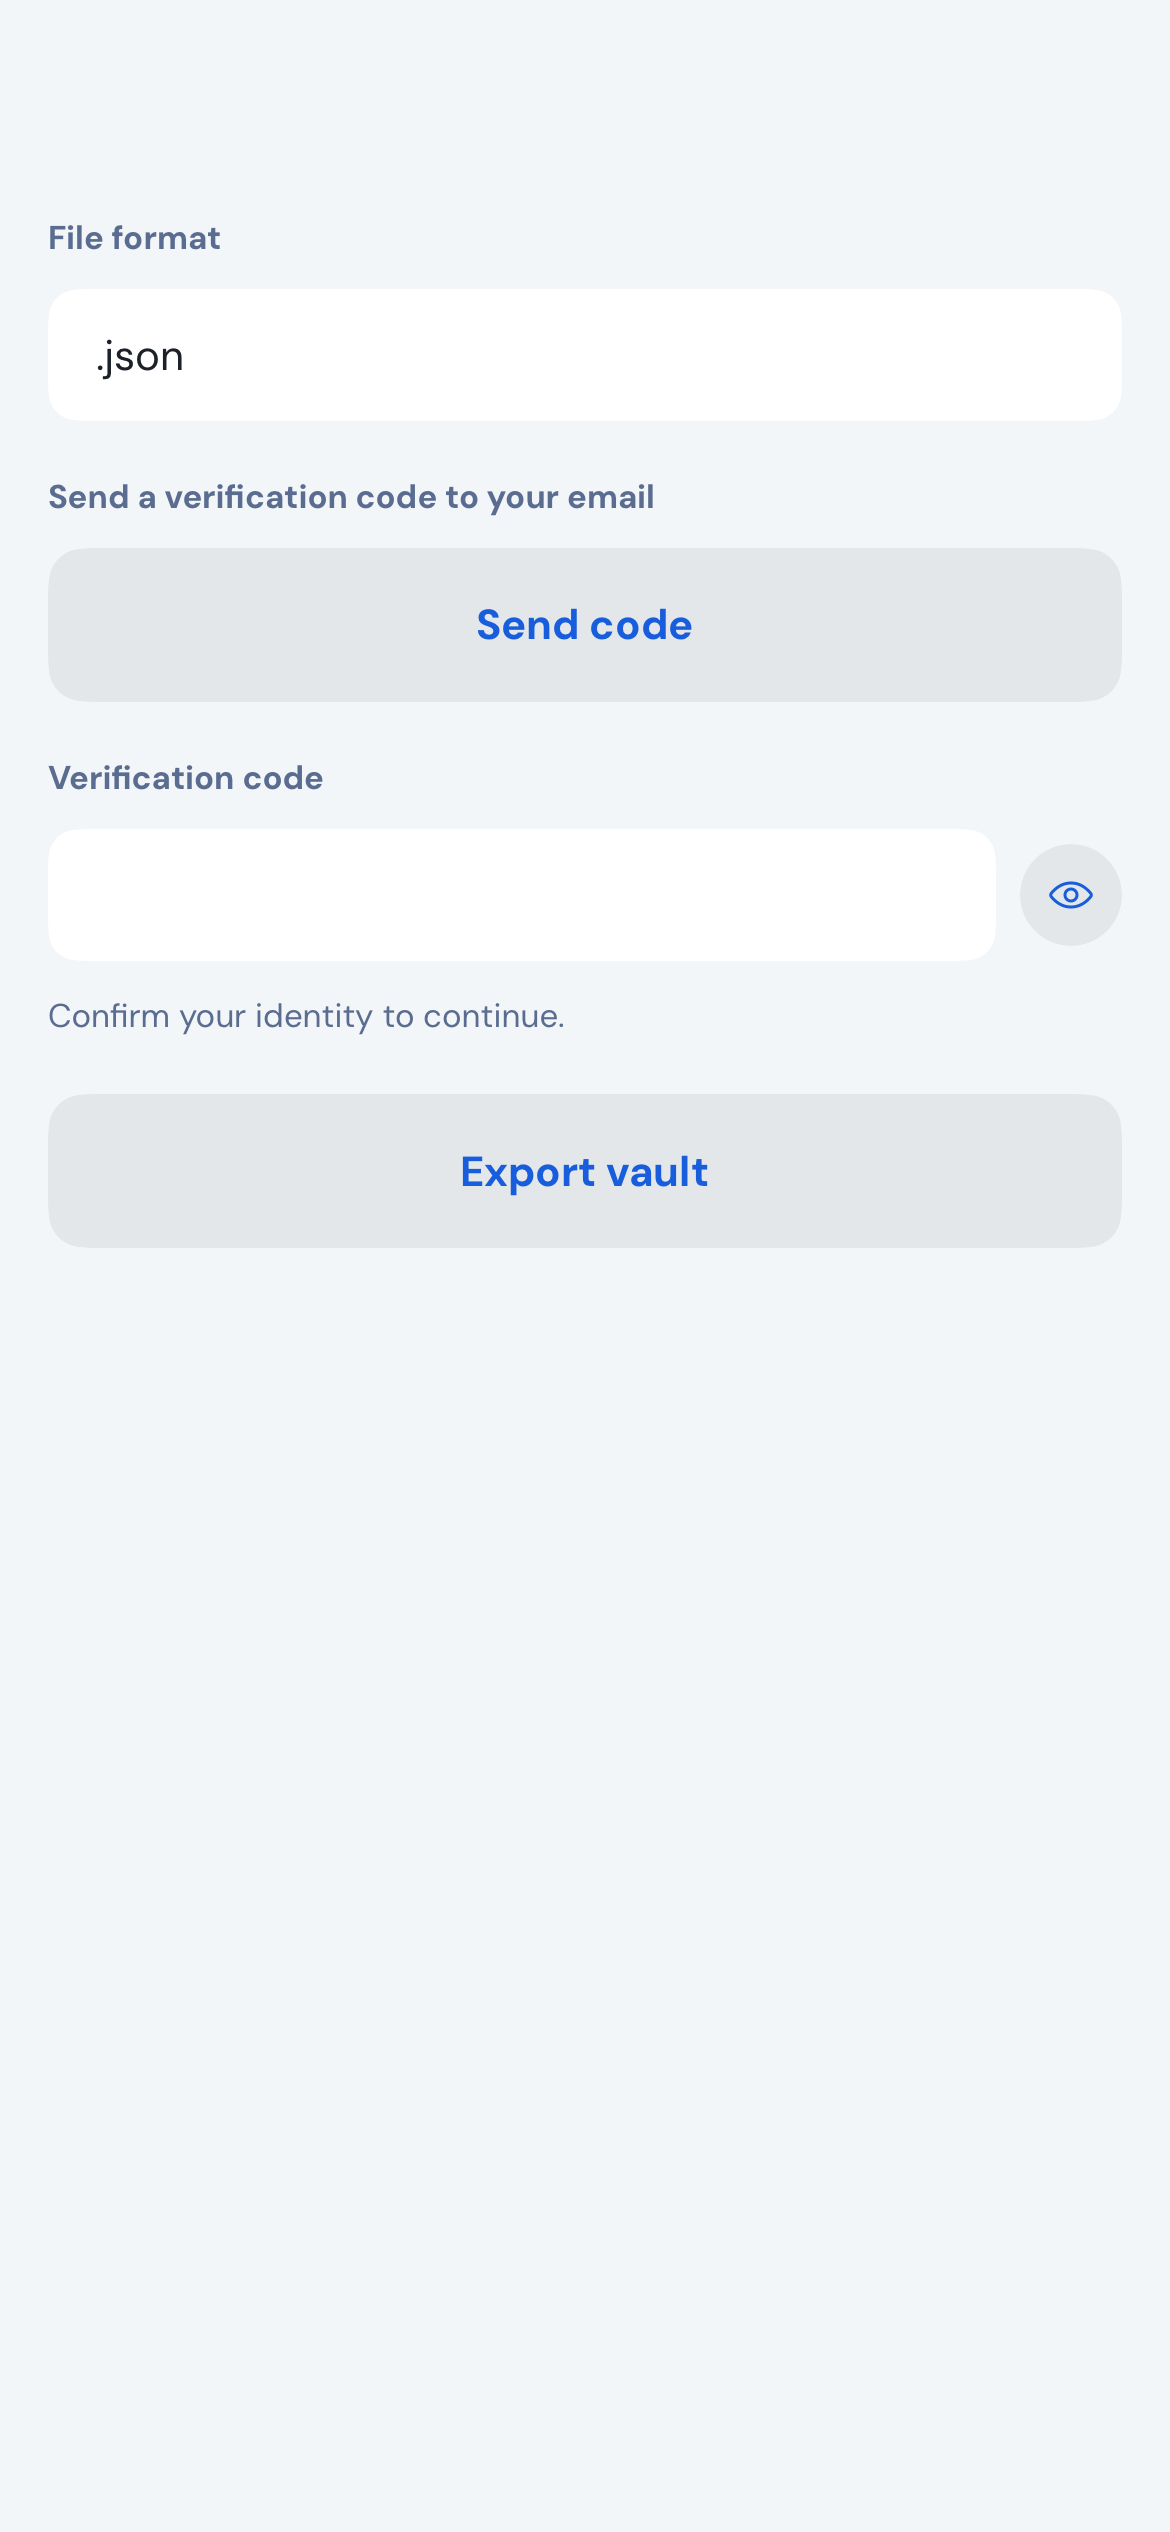 File format
.json
Send a verification code to your email
Send code
Verification code
Confirm your identity to continue.
Export vault